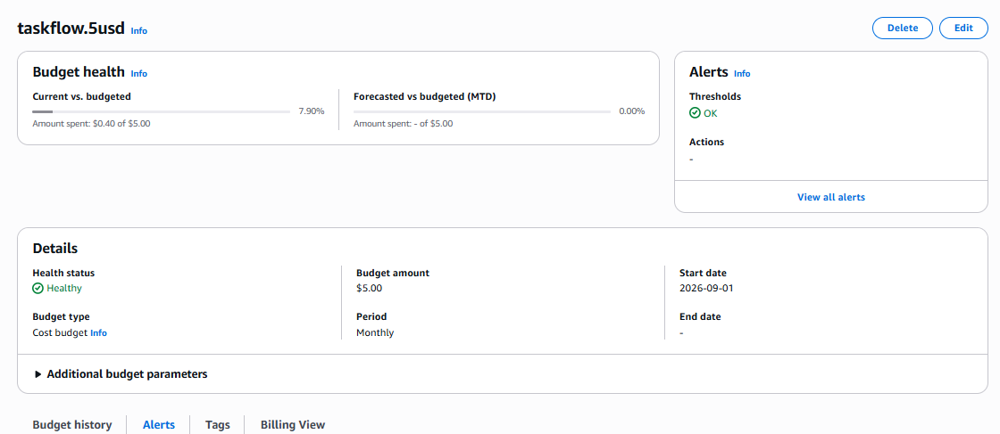 taskflow.5usd Info
Delete
Edit
Budget health Info
Current vs. budgeted
7.90%
Amount spent: $0.40 of $5.00
Forecasted vs budgeted (MTD)
0.00%
Amount spent: - of $5.00
Alerts Info
Thresholds
OK
Actions
-
View all alerts
Details
Health status
Healthy
Budget type
Cost budget Info
Budget amount
$5.00
Period
Monthly
Start date
2026-09-01
End date
-
Additional budget parameters
Budget history
Alerts
Tags
Billing View